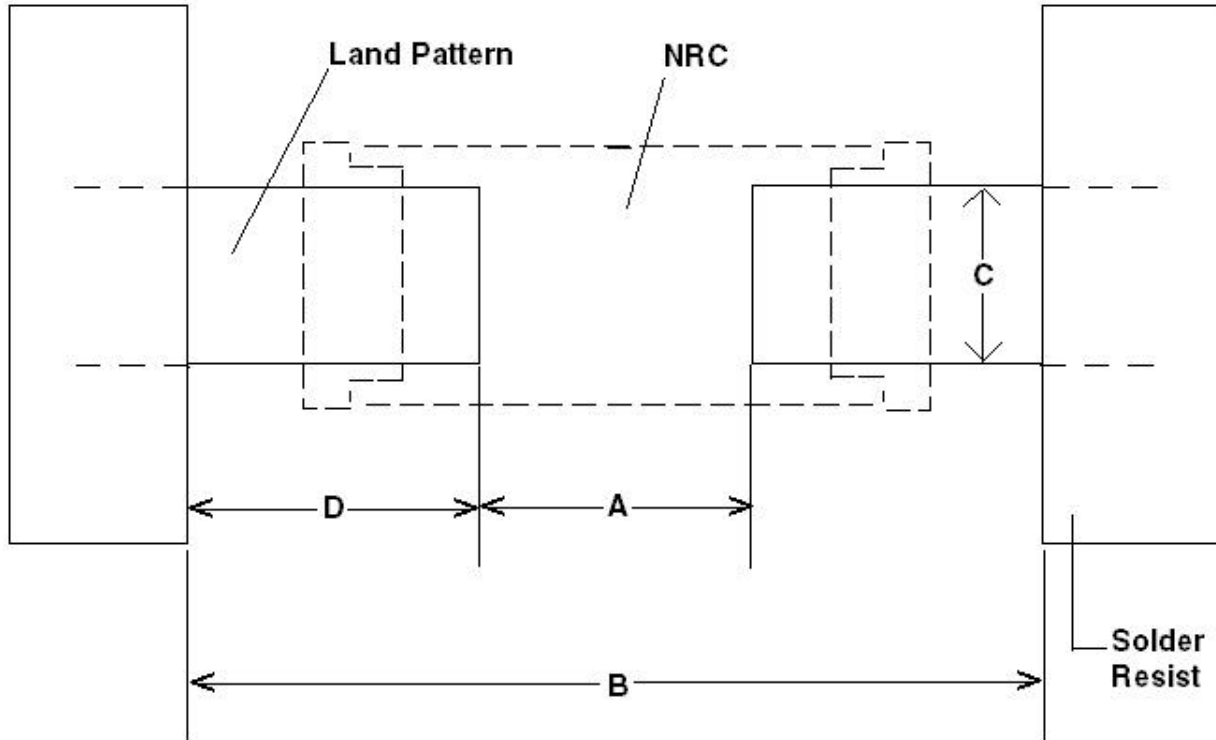 Land Pattern
NRC
C
D
A
B
Solder
Resist